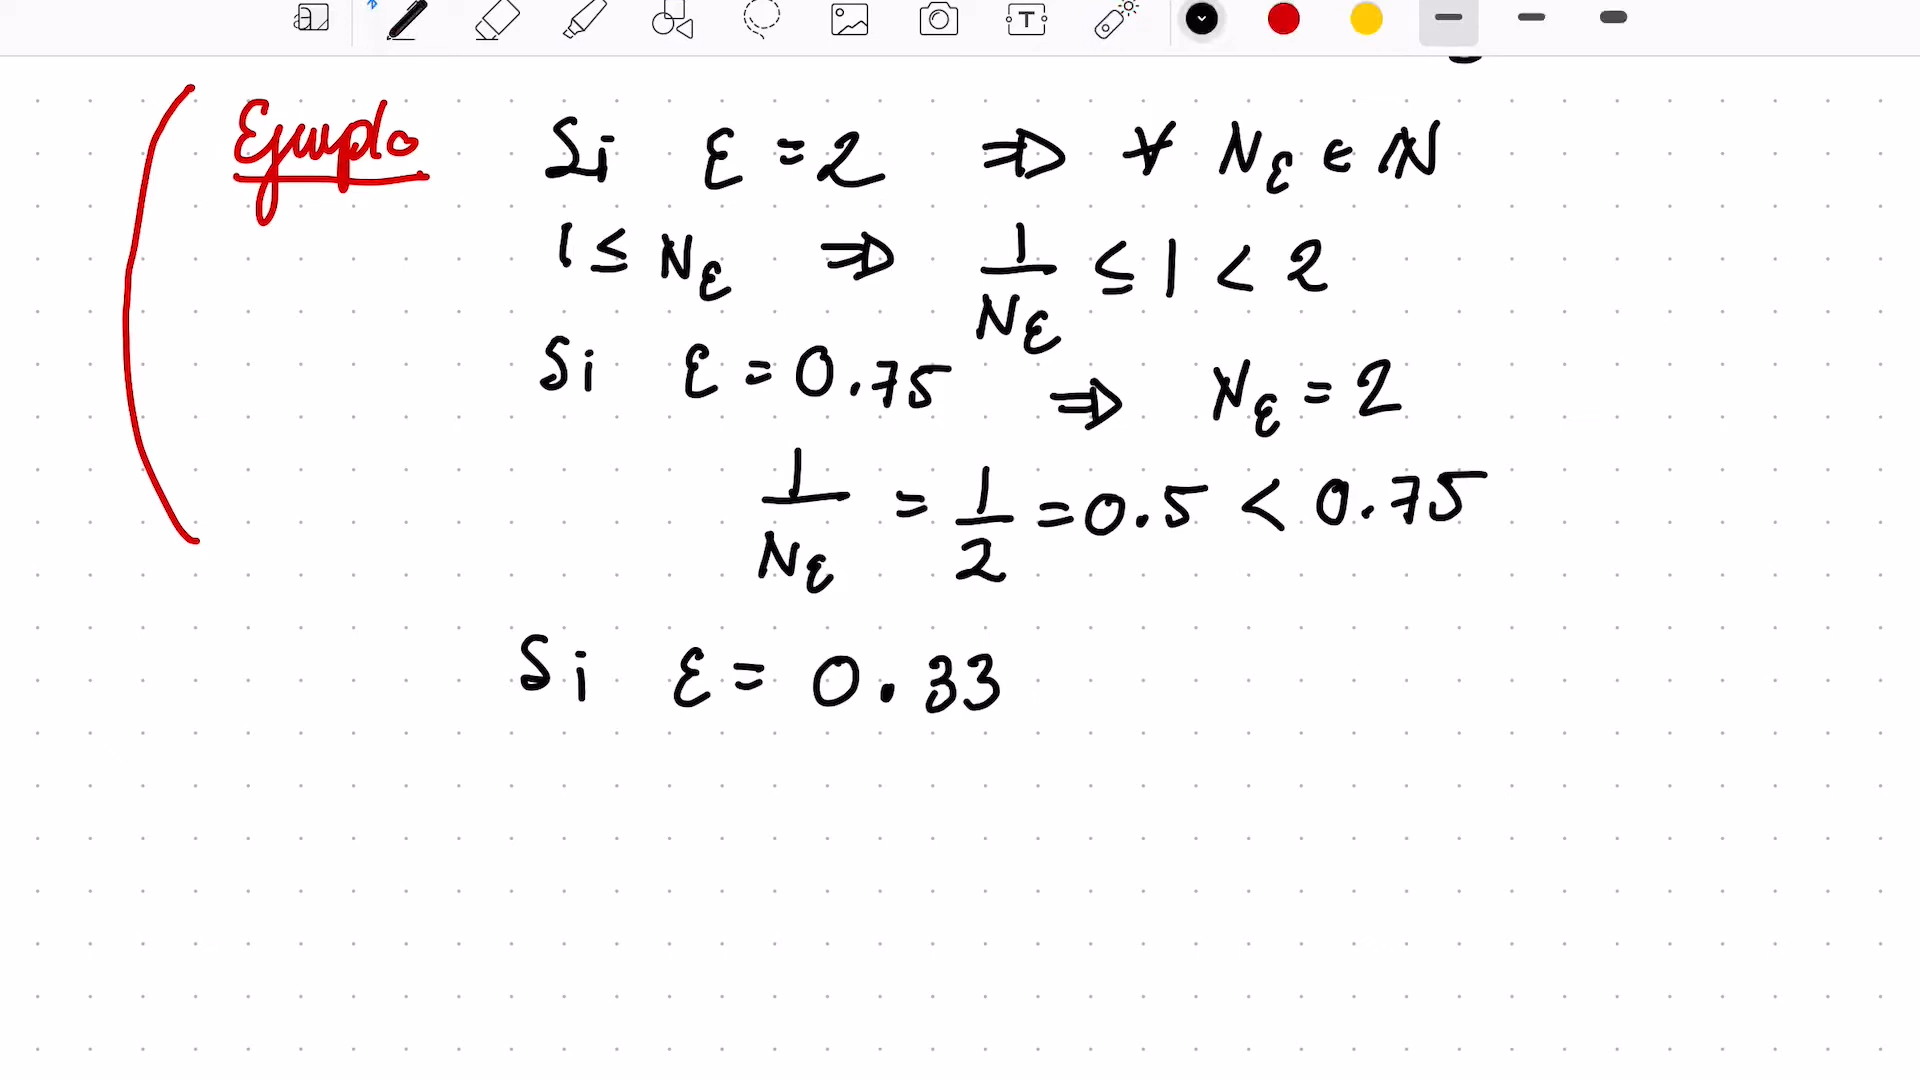 Ejemplo Si ε = 2 ⇒ ∀ N_ε ∈ ℕ
1 ≤ N_ε ⇒ 1/N_ε ≤ 1 < 2
Si ε = 0.75 ⇒ N_ε = 2
1/N_ε = 1/2 = 0.5 < 0.75
Si ε = 0.33